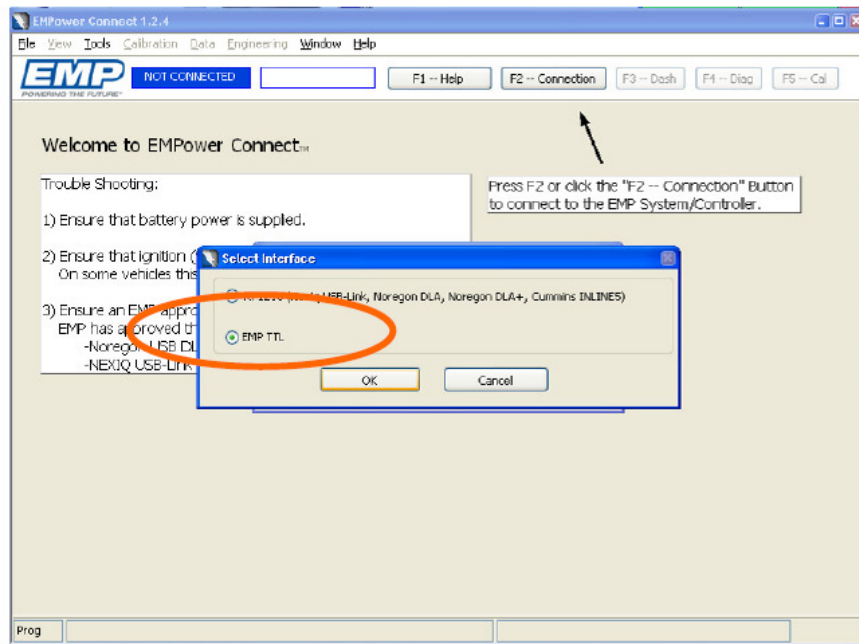 EMPower Connect 1.2.4
File View Tools Calibration Data Engineering Window Help
EMP
POWERING THE FUTURE
NOT CONNECTED
F1 -- Help
F2 -- Connection
F3 -- Dash
F4 -- Diag
F5 -- Cal
Welcome to EMPower Connect™
Trouble Shooting:
1) Ensure that battery power is supplied.
2) Ensure that ignition (
On some vehicles this
3) Ensure an EMP appro
EMP has approved th
-Noregon USB DL
-NEXIQ USB-Link
Press F2 or click the "F2 -- Connection" Button
to connect to the EMP System/Controller.
Select Interface
USB-Link, Noregon DLA, Noregon DLA+, Cummins INLINE5)
EMP TTL
OK
Cancel
Prog